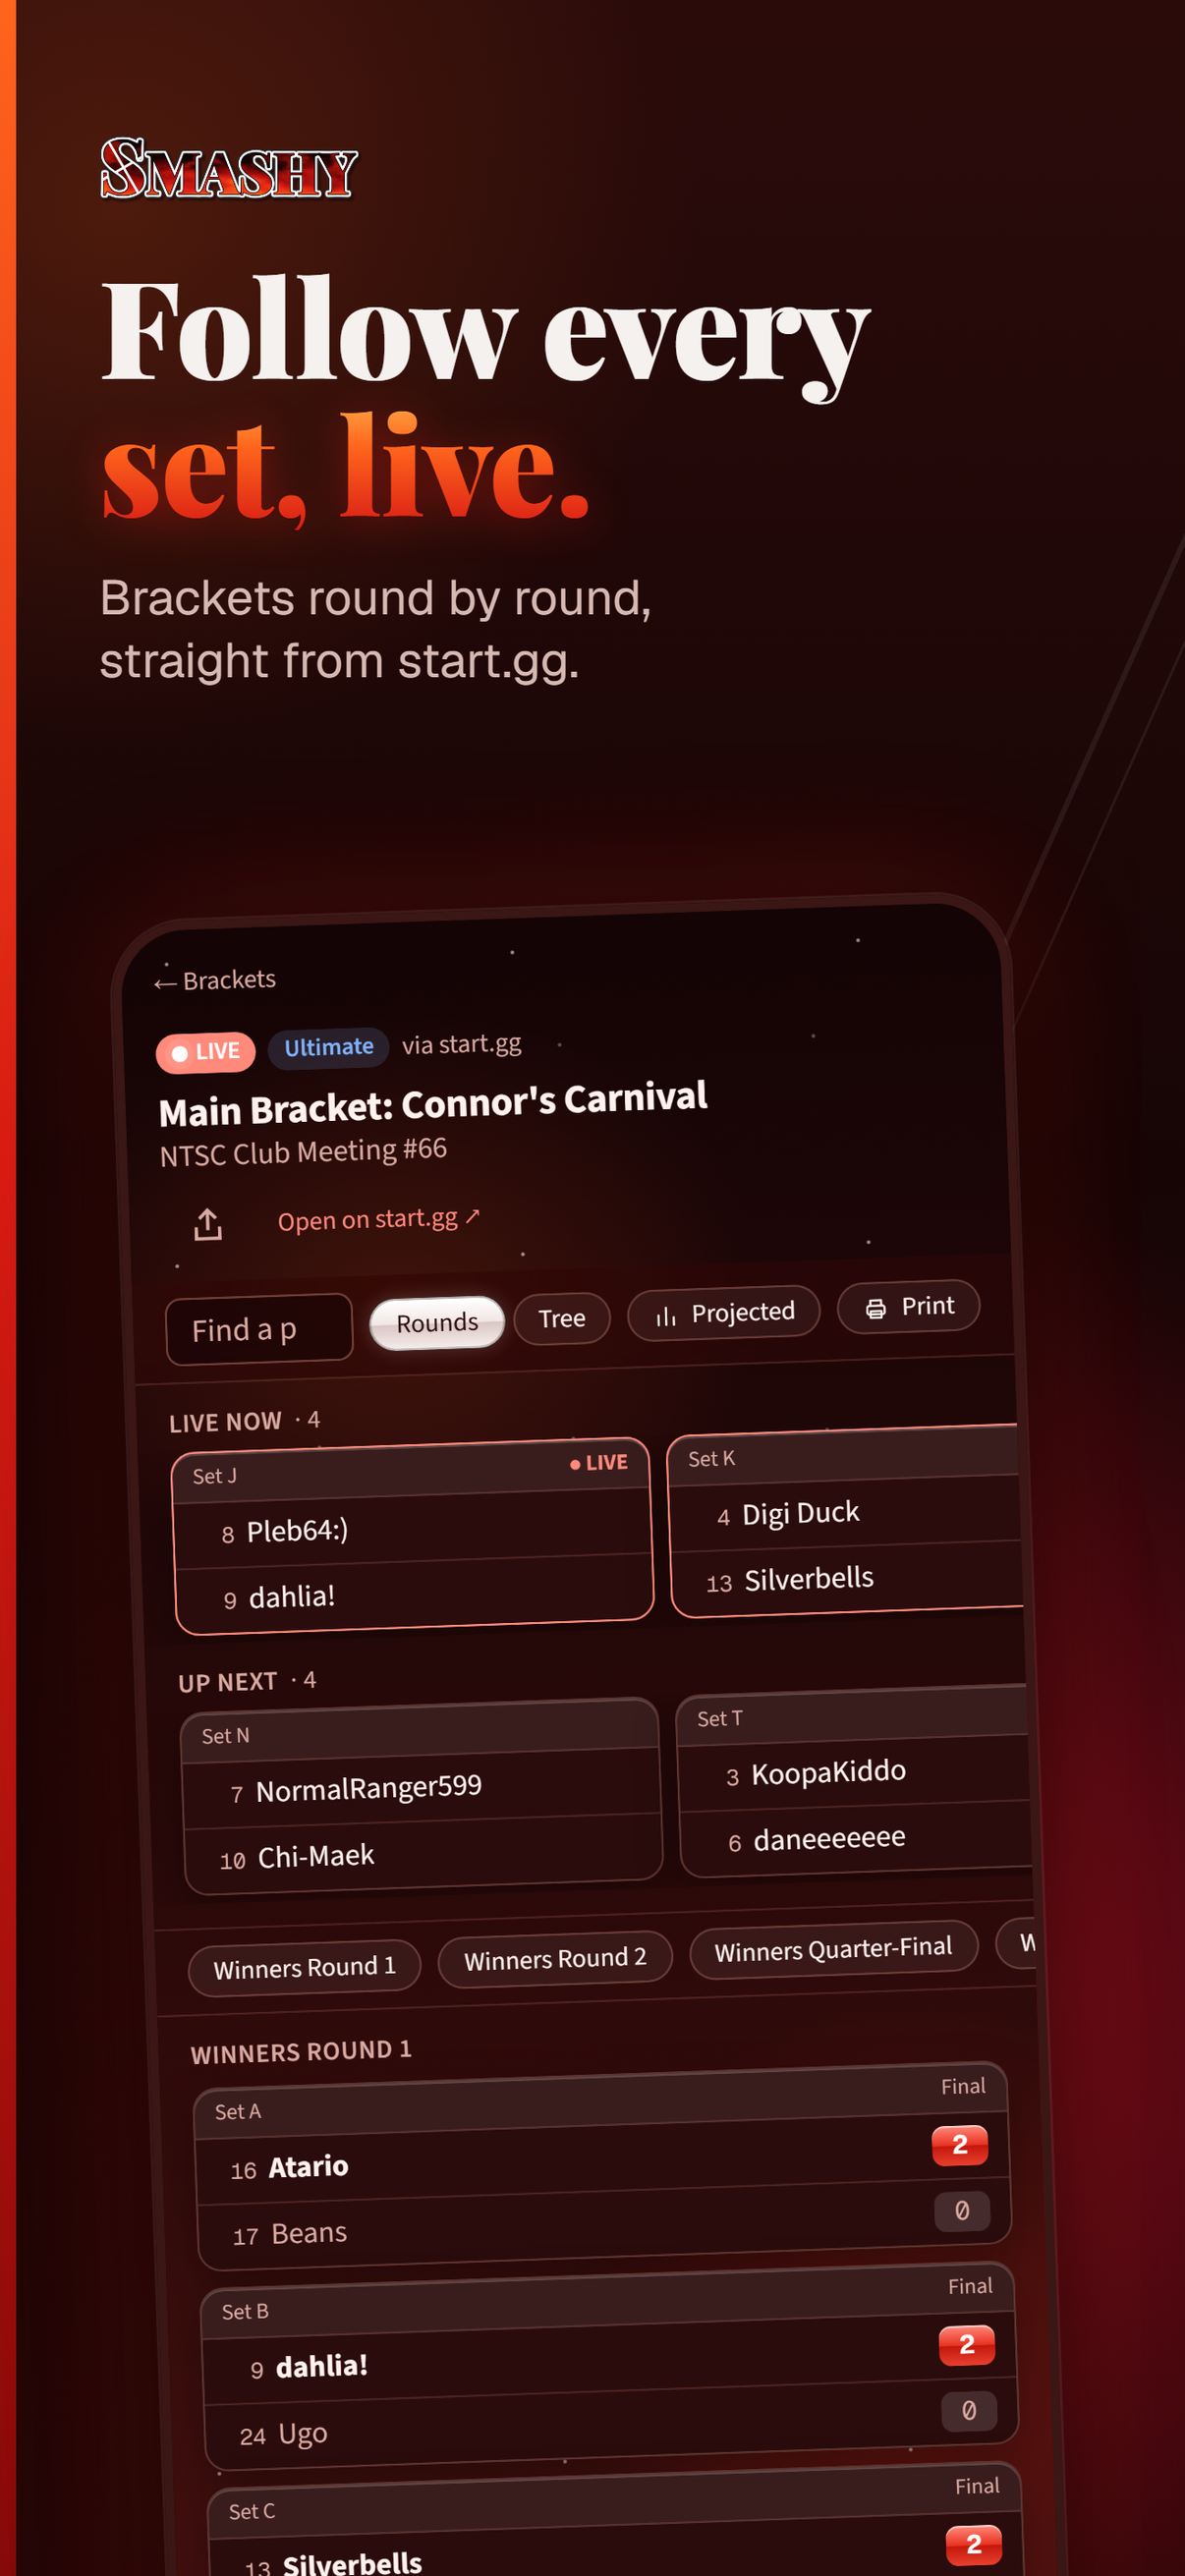 SMASHY
Follow every
set, live.
Brackets round by round,
straight from start.gg.
← Brackets
LIVE Ultimate via start.gg
Main Bracket: Connor's Carnival
NTSC Club Meeting #66
Open on start.gg ↗
Find a p Rounds Tree Projected Print
LIVE NOW · 4
Set J LIVE
8 Pleb64:)
9 dahlia!
Set K
4 Digi Duck
13 Silverbells
UP NEXT · 4
Set N
7 NormalRanger599
10 Chi-Maek
Set T
3 KoopaKiddo
6 daneeeeeee
Winners Round 1 Winners Round 2 Winners Quarter-Final W
WINNERS ROUND 1
Set A Final
16 Atario 2
17 Beans 0
Set B Final
9 dahlia! 2
24 Ugo 0
Set C Final
13 Silverbells 2